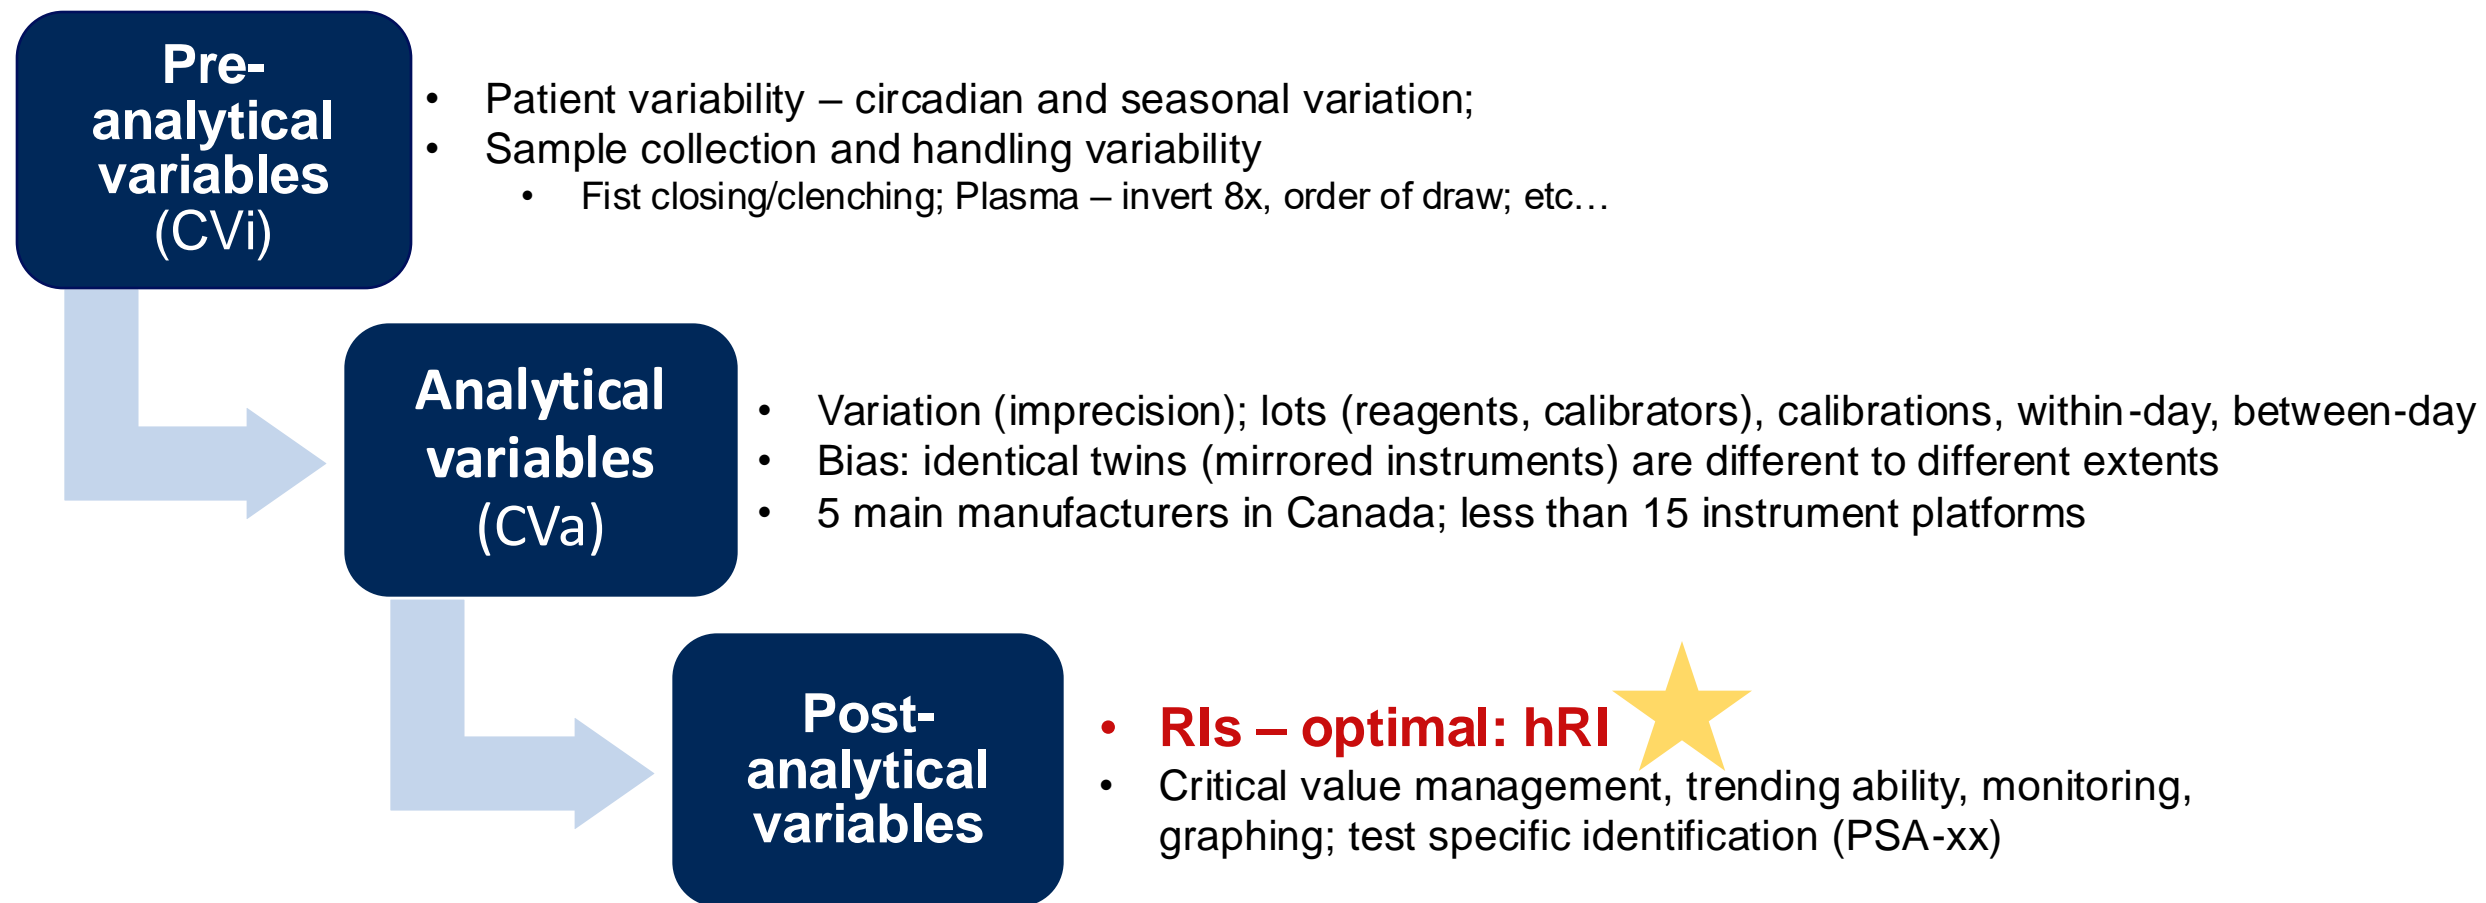 Pre-
analytical
variables
(CVi)
• Patient variability – circadian and seasonal variation;
• Sample collection and handling variability
• Fist closing/clenching; Plasma – invert 8x, order of draw; etc…
Analytical
variables
(CVa)
• Variation (imprecision); lots (reagents, calibrators), calibrations, within-day, between-day
• Bias: identical twins (mirrored instruments) are different to different extents
• 5 main manufacturers in Canada; less than 15 instrument platforms
Post-
analytical
variables
• RIs – optimal: hRI
• Critical value management, trending ability, monitoring,
graphing; test specific identification (PSA-xx)